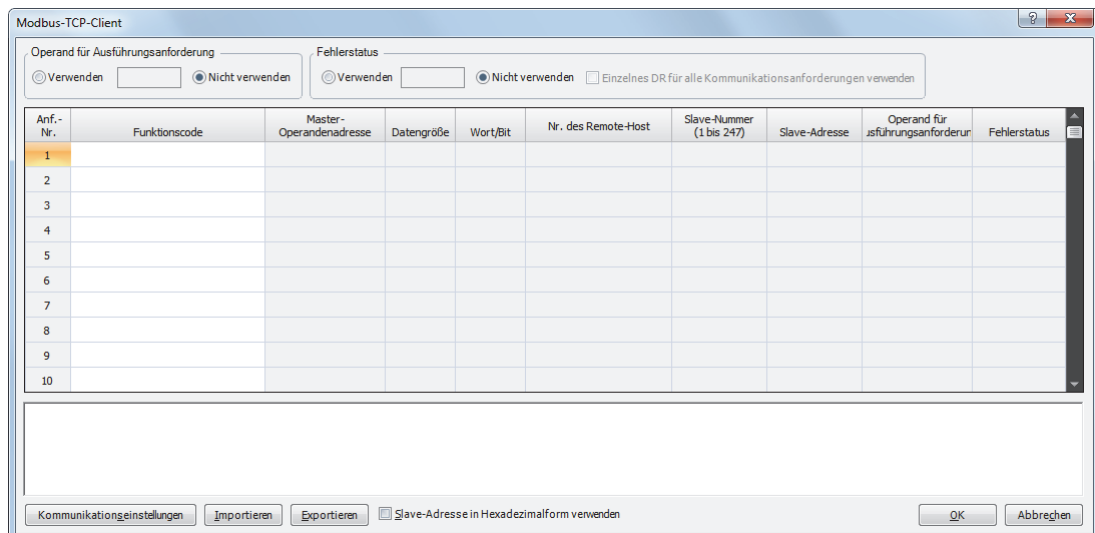 Modbus-TCP-Client
Operand für Ausführungsanforderung
Fehlerstatus
Verwenden Nicht verwenden Verwenden Nicht verwenden Einzelnes DR für alle Kommunikationsanforderungen verwenden
Anf.- Nr. Funktionscode Master- Operandenadresse Datengröße Wort/Bit Nr. des Remote-Host Slave-Nummer (1 bis 247) Slave-Adresse Operand für usführungsanforderun Fehlerstatus
1
2
3
4
5
6
7
8
9
10
Kommunikationseinstellungen Importieren Exportieren Slave-Adresse in Hexadezimalform verwenden OK Abbrechen